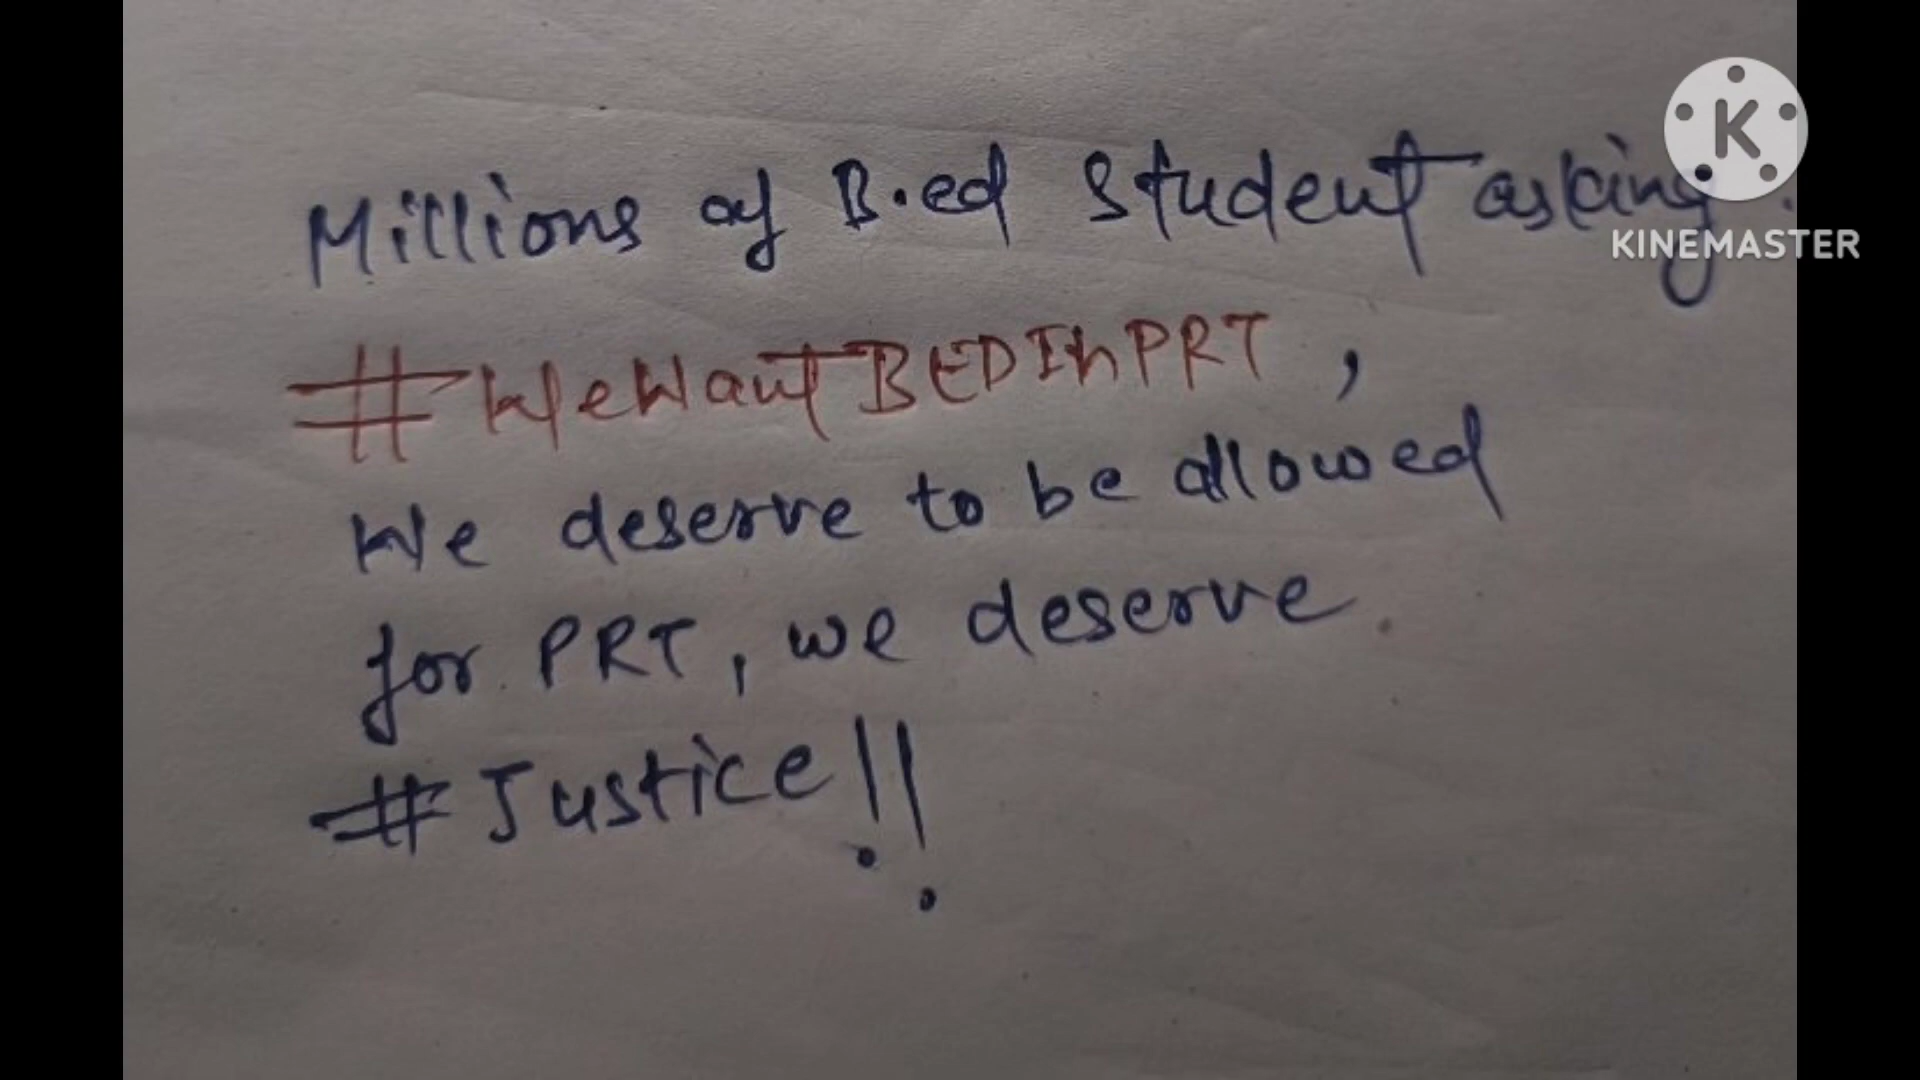 Millions of B.ed Student asking
#WeWantBEDInPRT,
We deserve to be allowed
for PRT, we deserve
#Justice!!
K
KINEMASTER